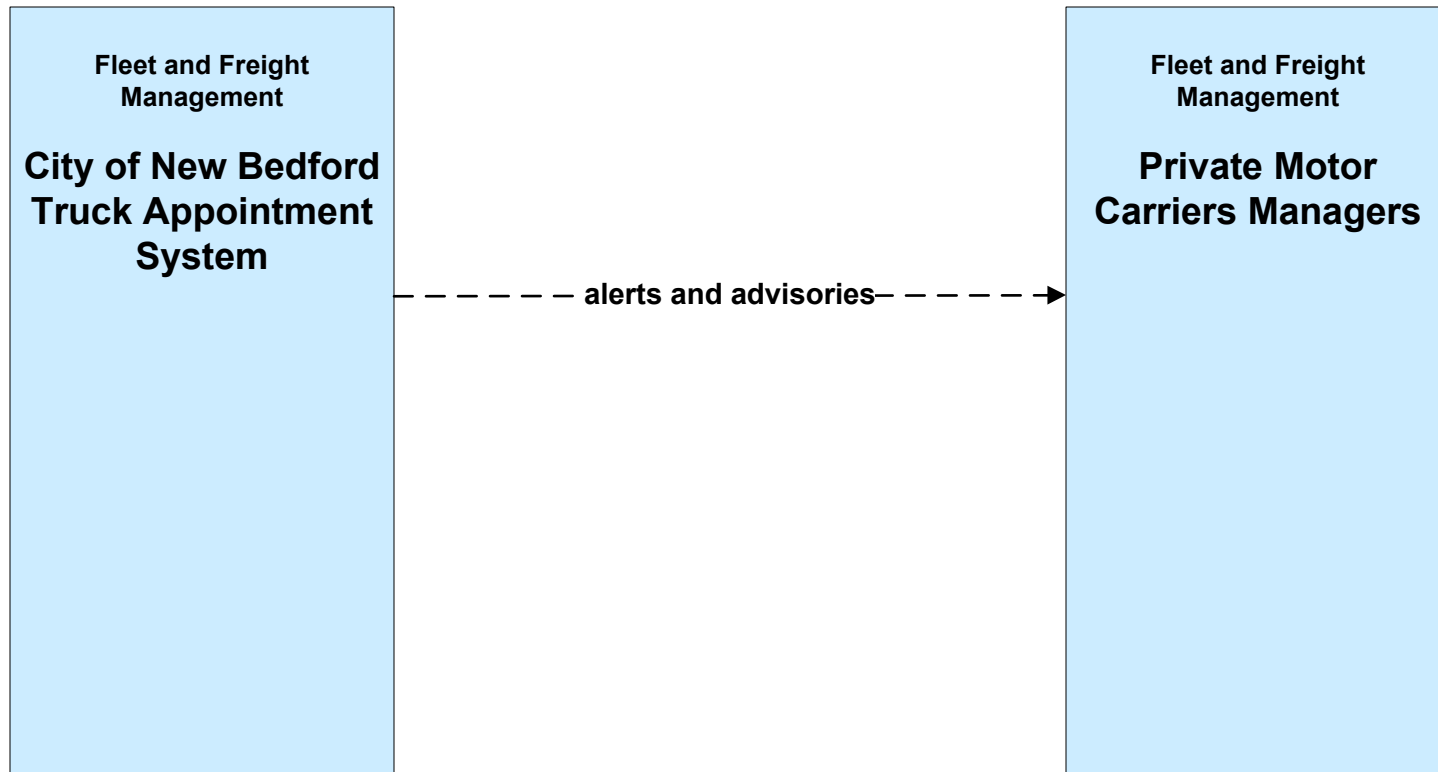 Fleet and Freight
Management
City of New Bedford
Truck Appointment
System
alerts and advisories
Fleet and Freight
Management
Private Motor
Carriers Managers